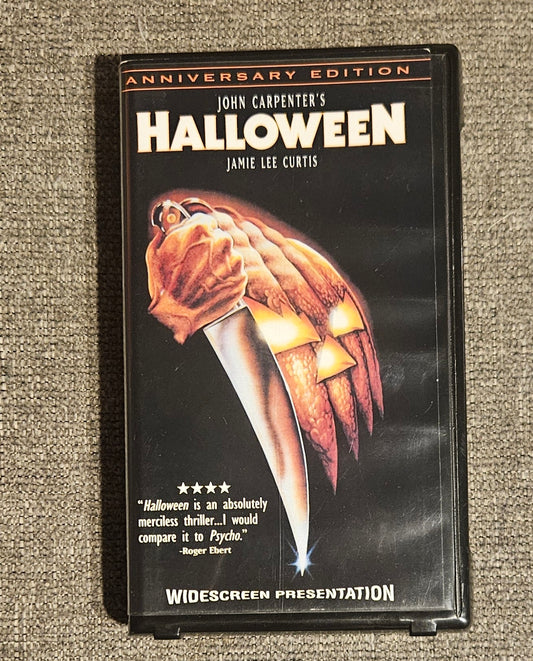 ANNIVERSARY EDITION
JOHN CARPENTER'S
HALLOWEEN
JAMIE LEE CURTIS
★★★★
"Halloween is an absolutely
merciless thriller...I would
compare it to Psycho."
-Roger Ebert
WIDESCREEN PRESENTATION